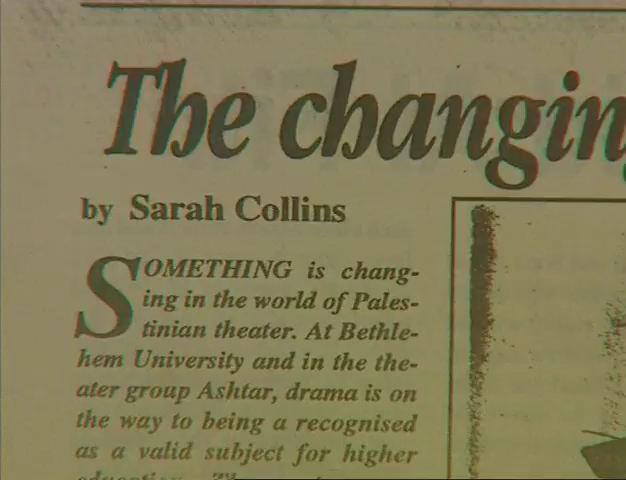 The changing
by Sarah Collins
SOMETHING is chang-
ing in the world of Pales-
tinian theater. At Bethle-
hem University and in the the-
ater group Ashtar, drama is on
the way to being a recognised
as a valid subject for higher